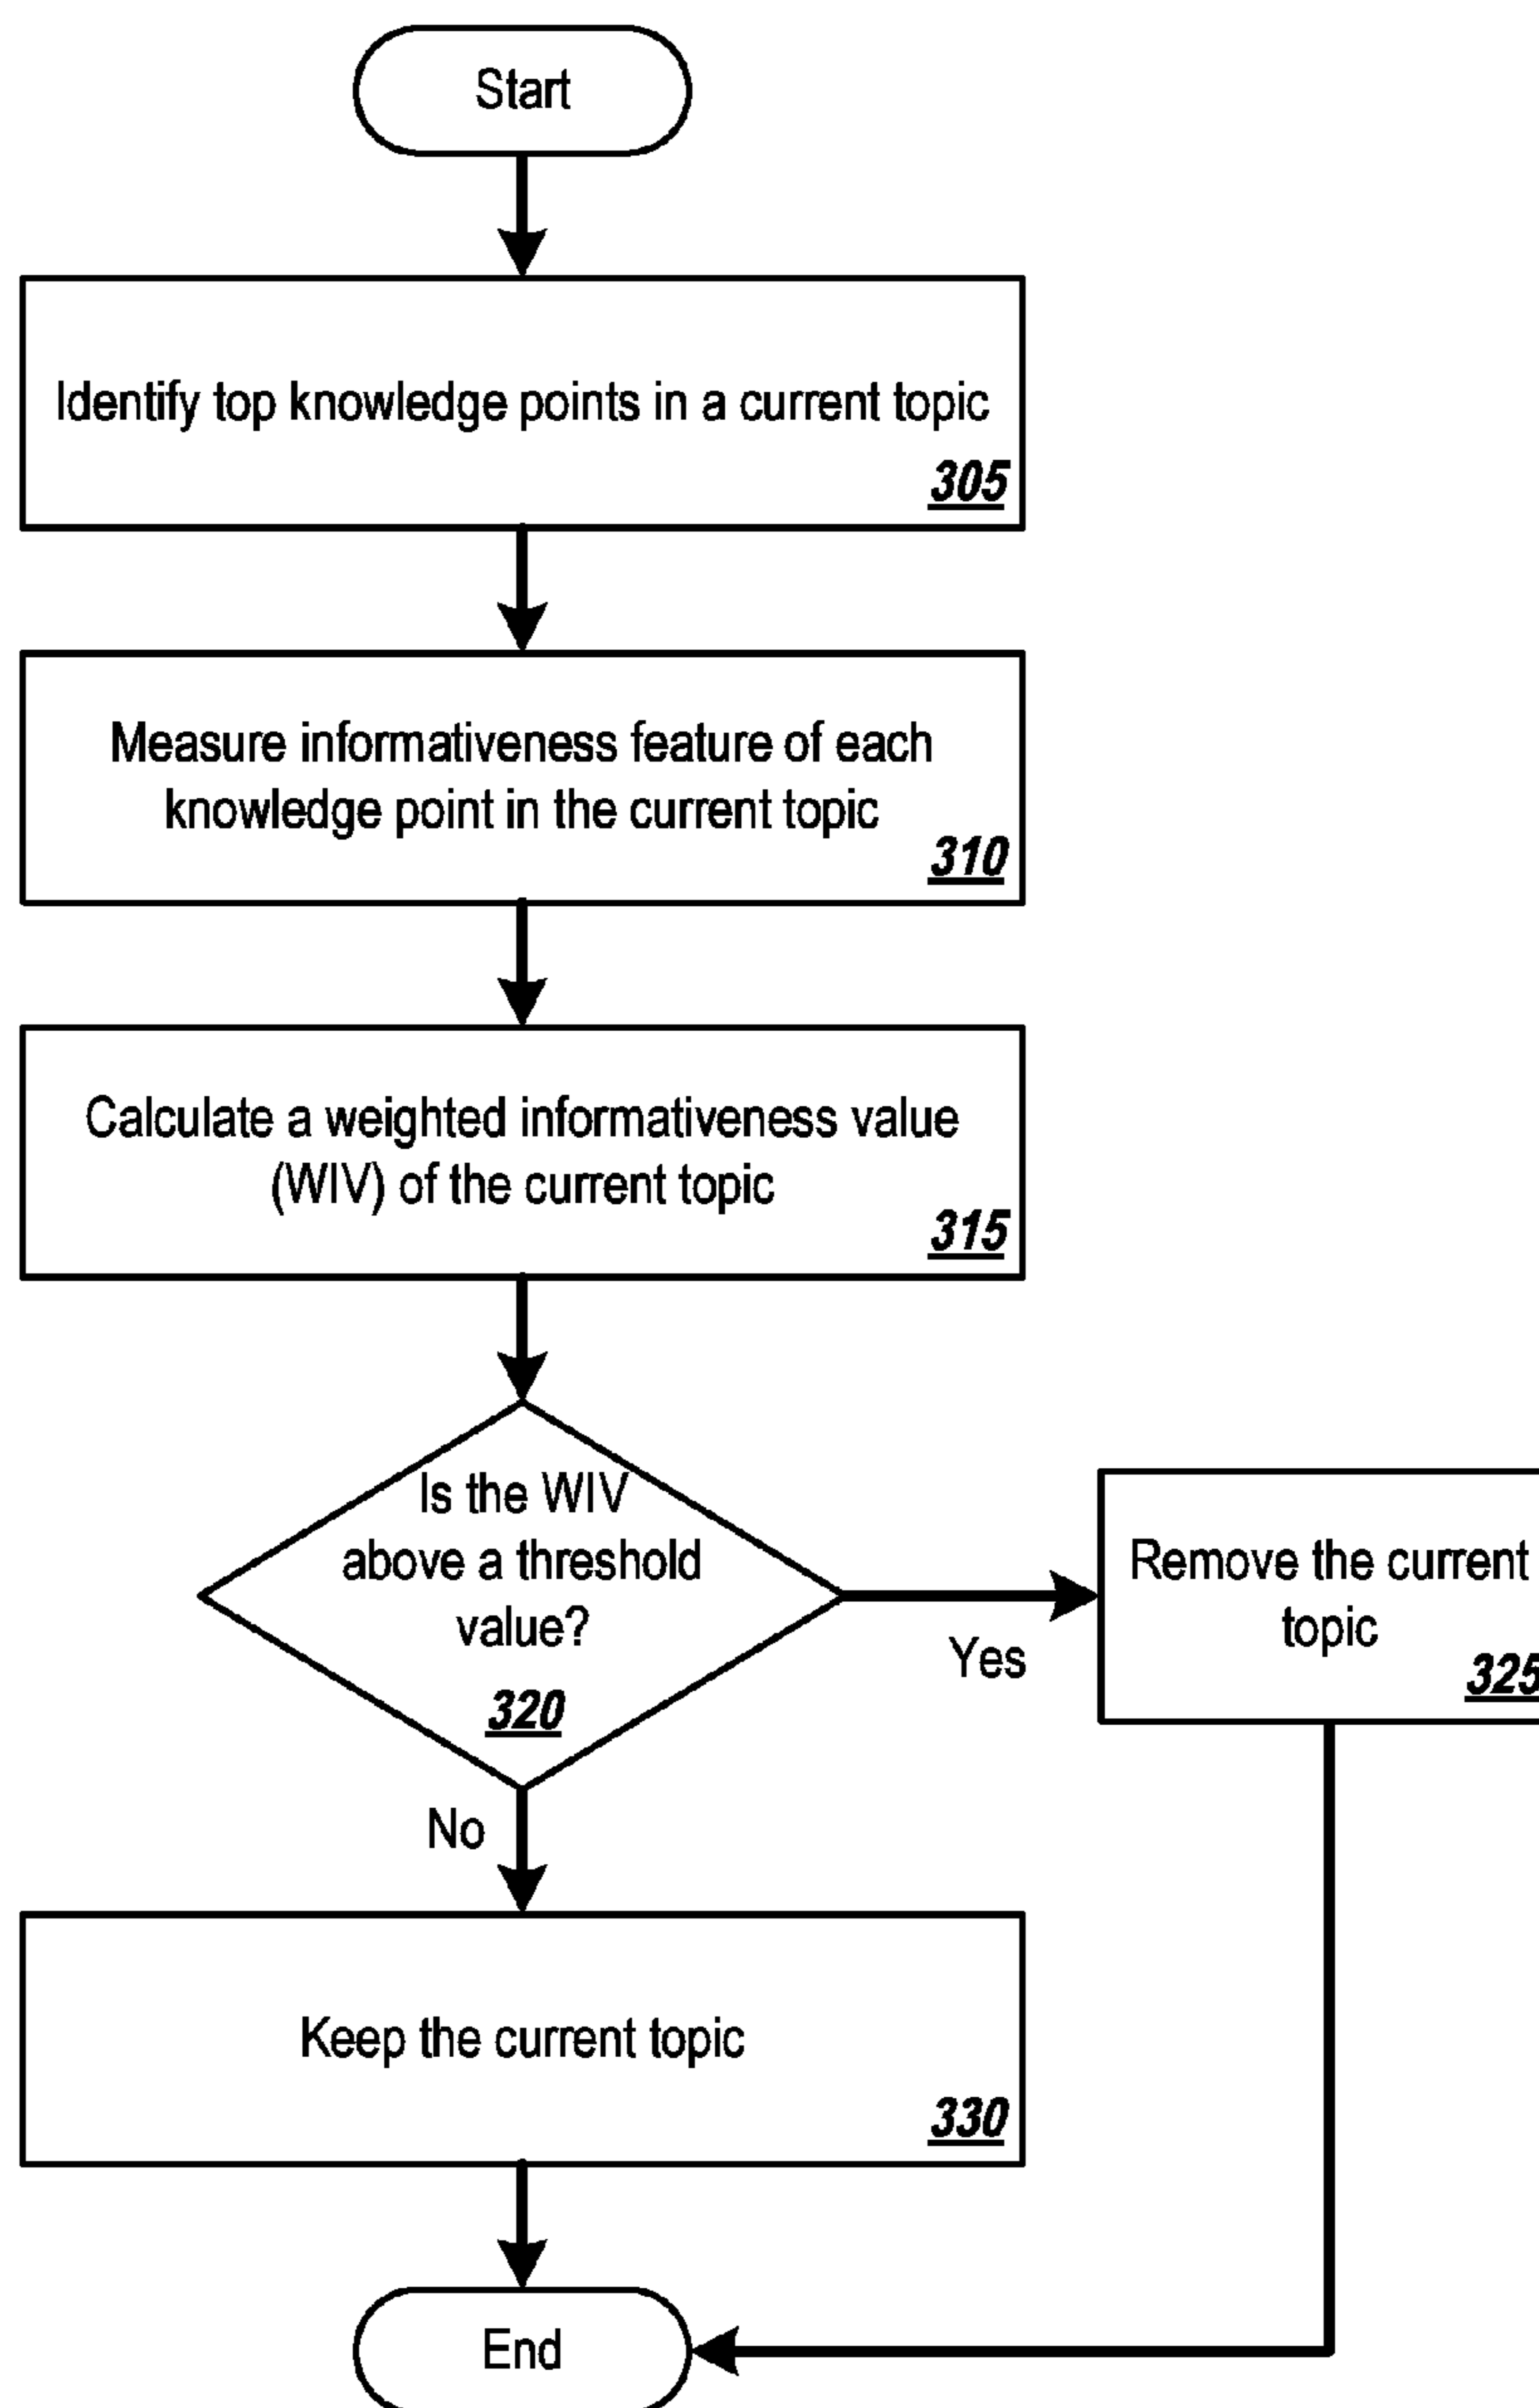 Start
Identify top knowledge points in a current topic
305
Measure informativeness feature of each
knowledge point in the current topic
310
Calculate a weighted informativeness value
(WIV) of the current topic
315
Is the WIV
above a threshold
value?
320
Yes
Remove the current
topic
325
No
Keep the current topic
330
End